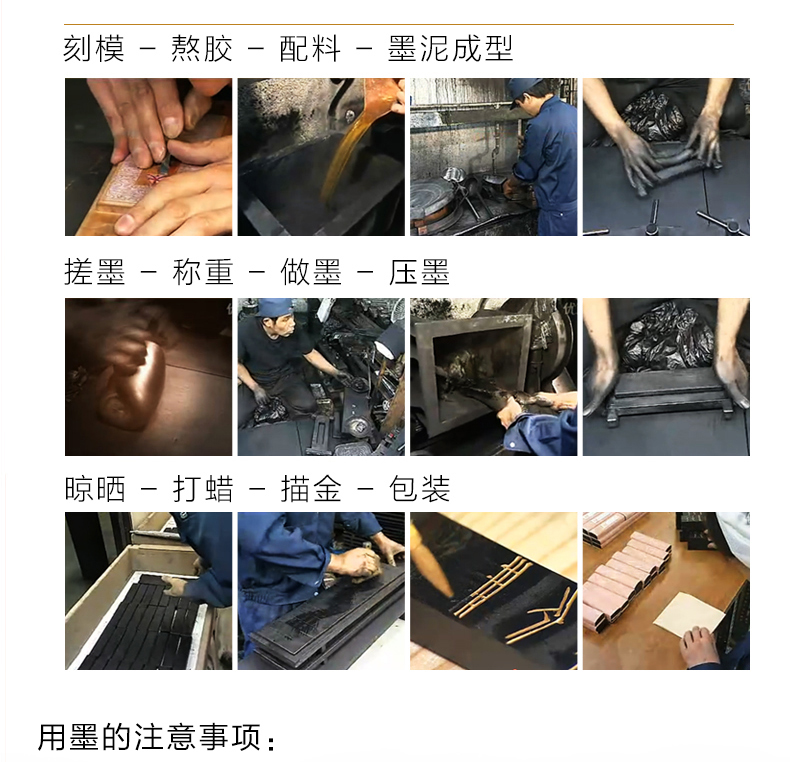 刻模 - 熬胶 - 配料 - 墨泥成型
搓墨 - 称重 - 做墨 - 压墨
晾晒 - 打蜡 - 描金 - 包装
用墨的注意事项：